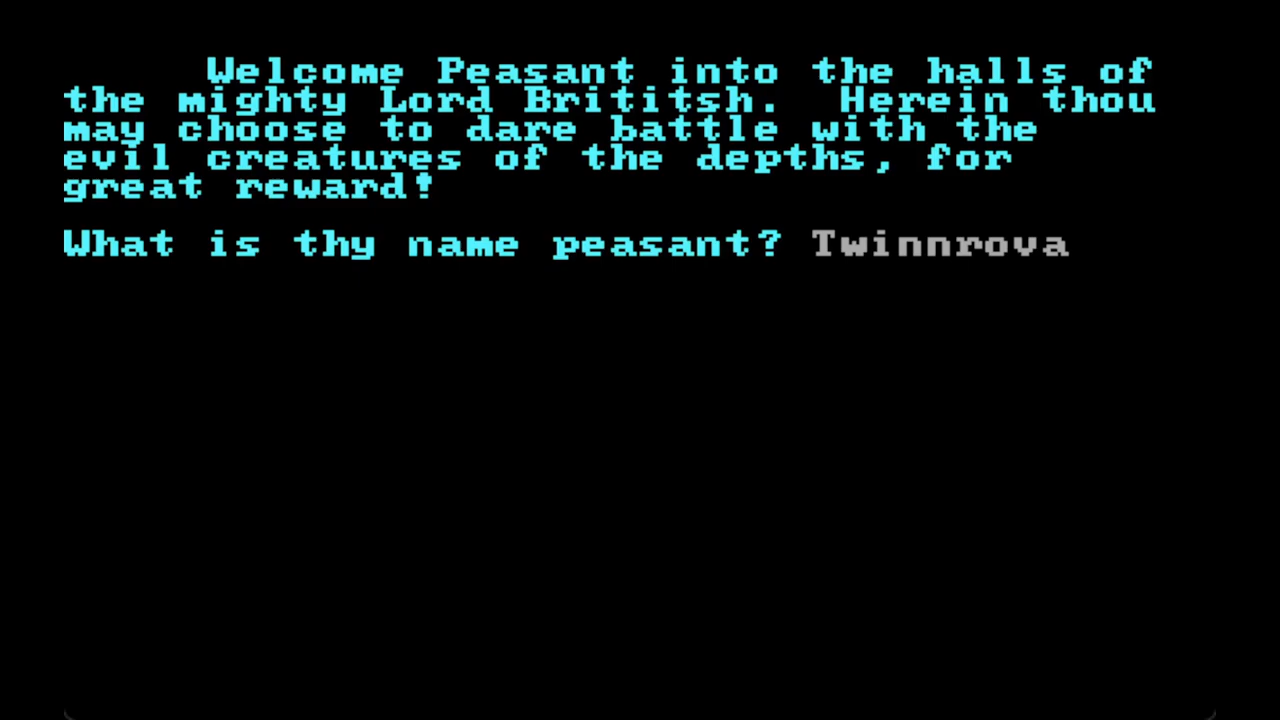 Welcome Peasant into the halls of
the mighty Lord Brititsh.  Herein thou
may choose to dare battle with the
evil creatures of the depths, for
great reward!
What is thy name peasant? Twinnrova